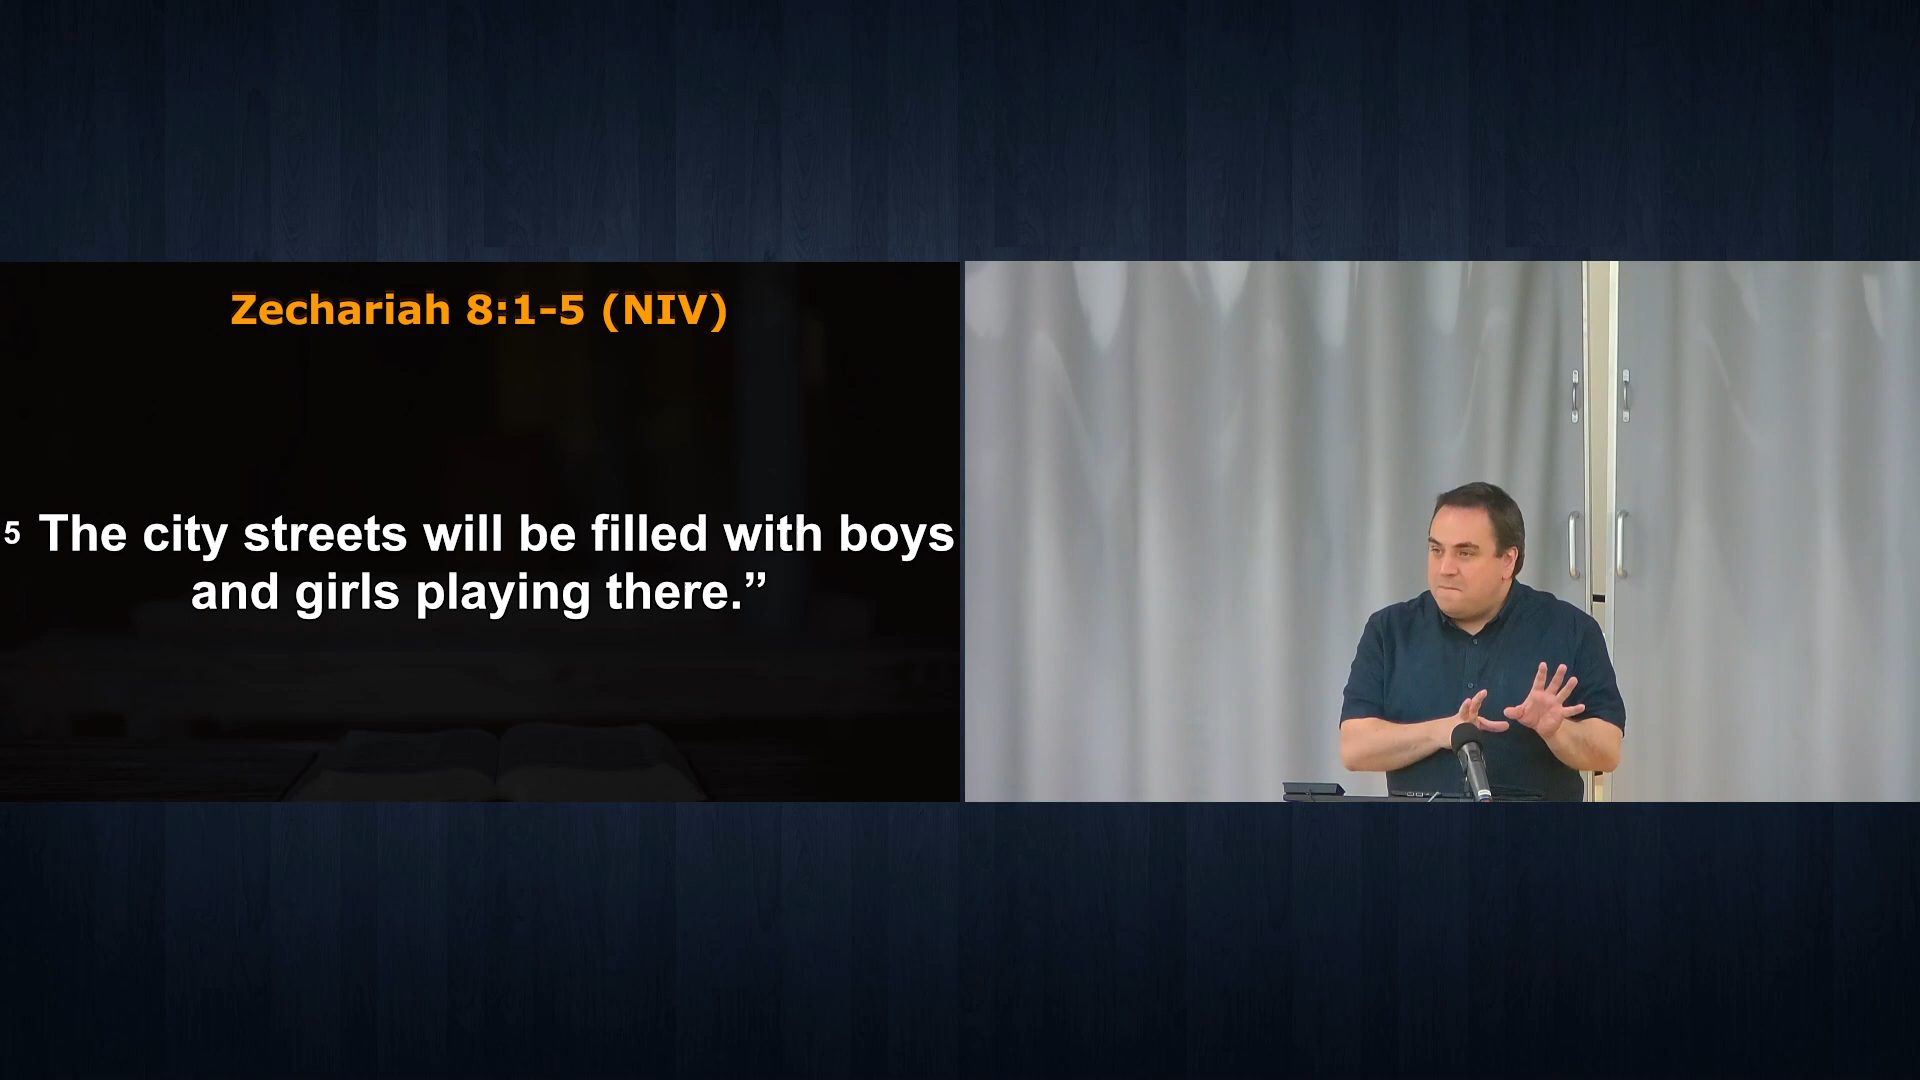 Zechariah 8:1-5 (NIV)
5 The city streets will be filled with boys
and girls playing there.”